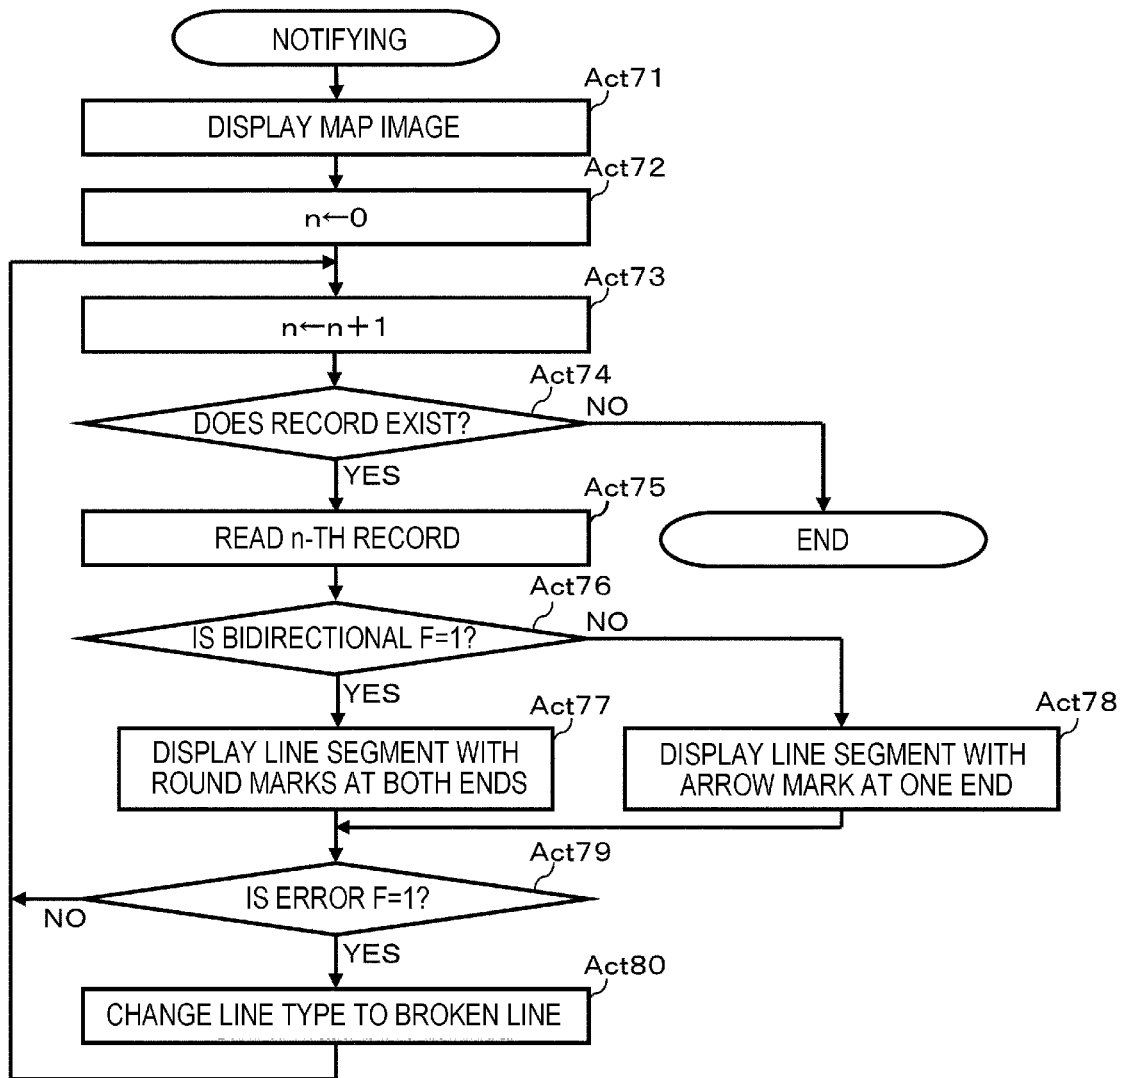 NOTIFYING
Act71
DISPLAY MAP IMAGE
Act72
n←0
Act73
n←n+1
Act74
DOES RECORD EXIST?
NO
YES
Act75
READ n-TH RECORD
END
Act76
IS BIDIRECTIONAL F=1?
NO
YES
Act77
DISPLAY LINE SEGMENT WITH
ROUND MARKS AT BOTH ENDS
Act78
DISPLAY LINE SEGMENT WITH
ARROW MARK AT ONE END
Act79
IS ERROR F=1?
NO
YES
Act80
CHANGE LINE TYPE TO BROKEN LINE